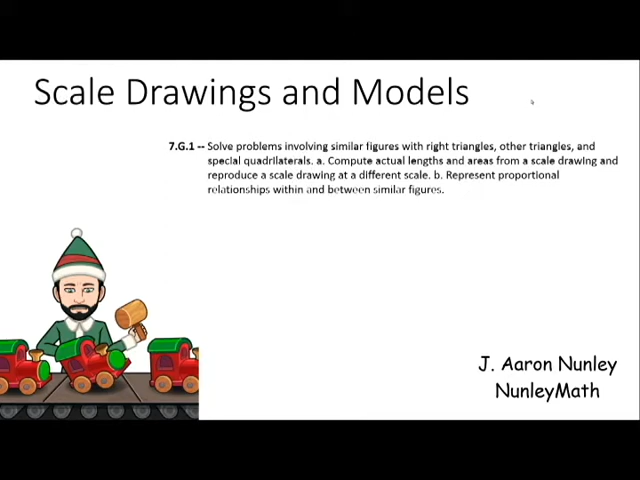 Scale Drawings and Models
7.G.1 -- Solve problems involving similar figures with right triangles, other triangles, and
special quadrilaterals. a. Compute actual lengths and areas from a scale drawing and
reproduce a scale drawing at a different scale. b. Represent proportional
relationships within and between similar figures.
J. Aaron Nunley
NunleyMath